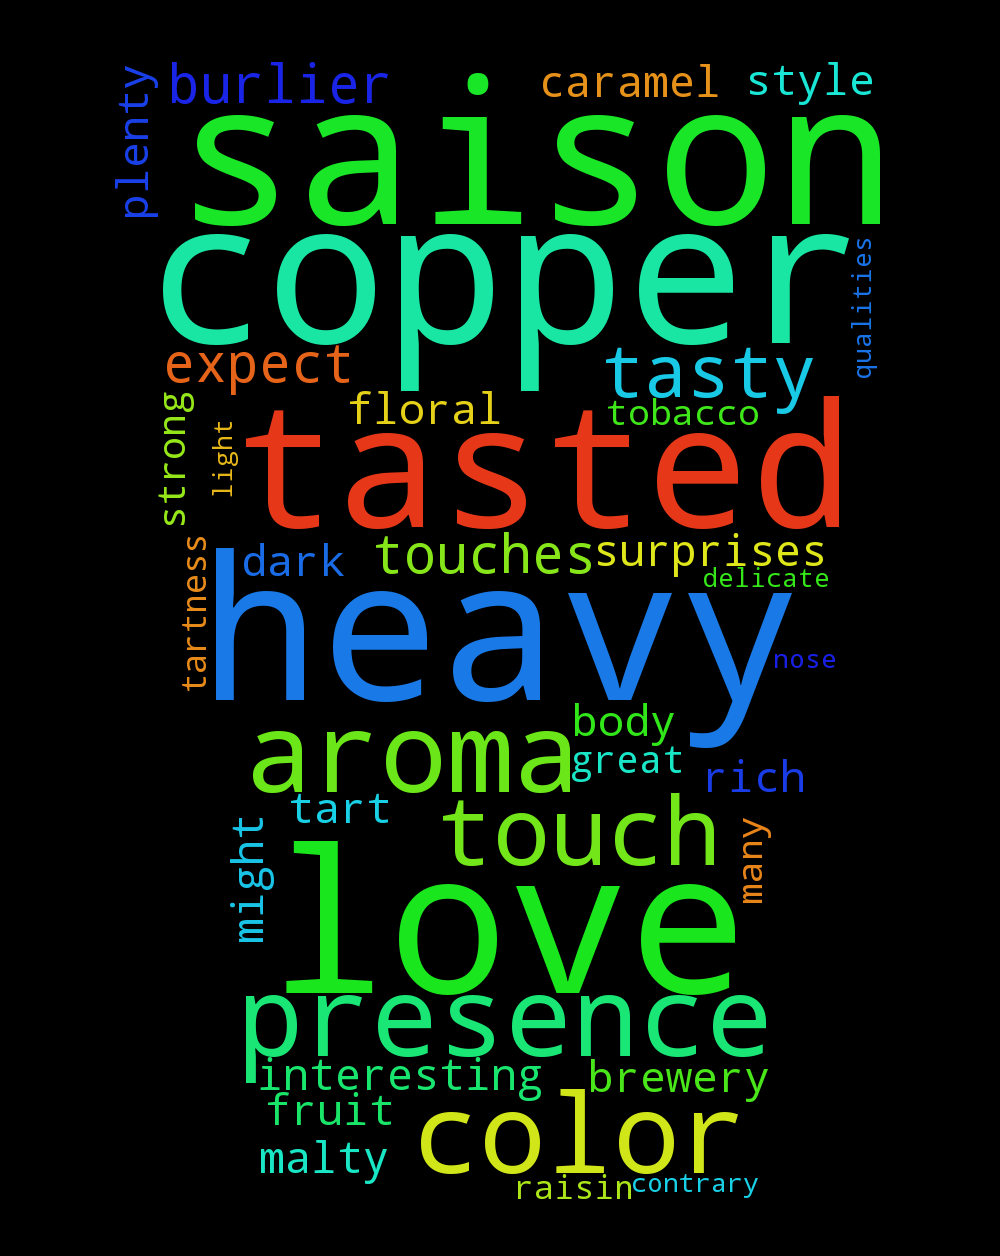 burlier
caramel
style
plenty
saison
copper
qualities
expect
tasty
floral
tobacco
strong
light
tasted
tartness
dark
touches
surprises
delicate
heavy
nose
aroma
body
great
rich
tart
touch
might
many
love
presence
interesting
brewery
fruit
color
malty
raisin
contrary